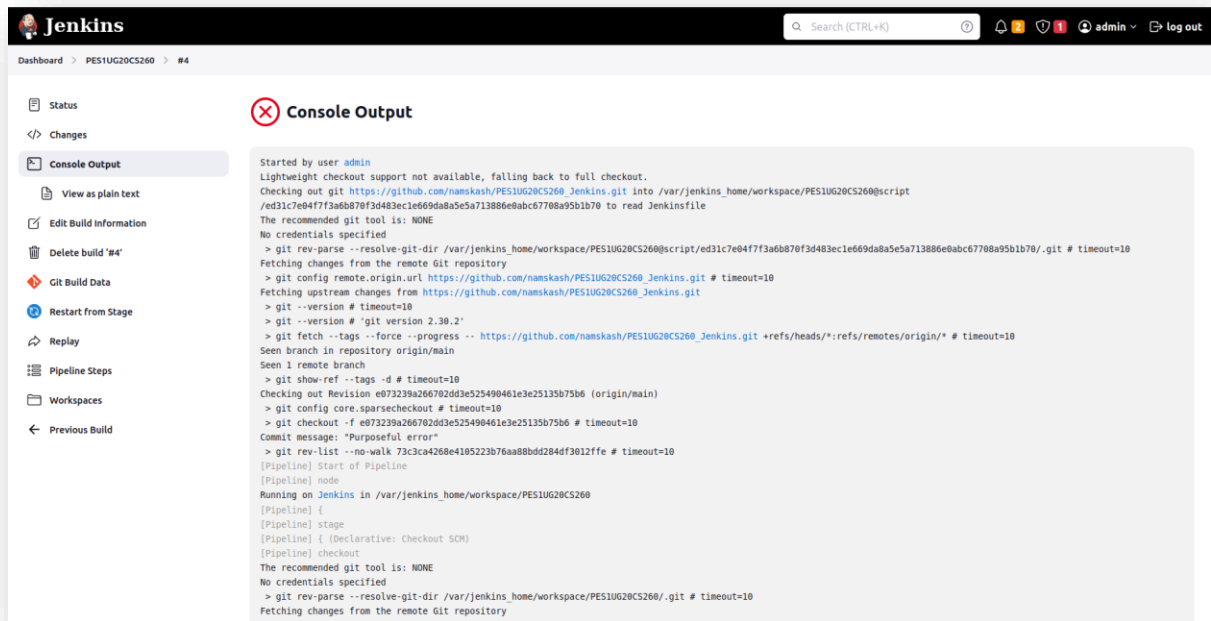 Jenkins
Search (CTRL+K)
2
1
admin
log out
Dashboard > PES1UG20CS260 > #4
Status
Changes
Console Output
View as plain text
Edit Build Information
Delete build '#4'
Git Build Data
Restart from Stage
Replay
Pipeline Steps
Workspaces
Previous Build
Console Output
Started by user admin
Lightweight checkout support not available, falling back to full checkout.
Checking out git https://github.com/namskash/PES1UG20CS260_Jenkins.git into /var/jenkins_home/workspace/PES1UG20CS260@script
/ed31c7e04f7f3a6b870f3d483ec1e669da8a5e5a713886e0abc67708a95b1b70 to read Jenkinsfile
The recommended git tool is: NONE
No credentials specified
> git rev-parse --resolve-git-dir /var/jenkins_home/workspace/PES1UG20CS260@script/ed31c7e04f7f3a6b870f3d483ec1e669da8a5e5a713886e0abc67708a95b1b70/.git # timeout=10
Fetching changes from the remote Git repository
> git config remote.origin.url https://github.com/namskash/PES1UG20CS260_Jenkins.git # timeout=10
Fetching upstream changes from https://github.com/namskash/PES1UG20CS260_Jenkins.git
> git --version # timeout=10
> git --version # 'git version 2.30.2'
> git fetch --tags --force --progress -- https://github.com/namskash/PES1UG20CS260_Jenkins.git +refs/heads/*:refs/remotes/origin/* # timeout=10
Seen branch in repository origin/main
Seen 1 remote branch
> git show-ref --tags -d # timeout=10
Checking out Revision e073239a266702dd3e525490461e3e25135b75b6 (origin/main)
> git config core.sparsecheckout # timeout=10
> git checkout -f e073239a266702dd3e525490461e3e25135b75b6 # timeout=10
Commit message: "Purposeful error"
> git rev-list --no-walk 73c3ca4268e4105223b76aa88bdd284df3012ffe # timeout=10
[Pipeline] Start of Pipeline
[Pipeline] node
Running on Jenkins in /var/jenkins_home/workspace/PES1UG20CS260
[Pipeline] {
[Pipeline] stage
[Pipeline] { (Declarative: Checkout SCM)
[Pipeline] checkout
The recommended git tool is: NONE
No credentials specified
> git rev-parse --resolve-git-dir /var/jenkins_home/workspace/PES1UG20CS260/.git # timeout=10
Fetching changes from the remote Git repository